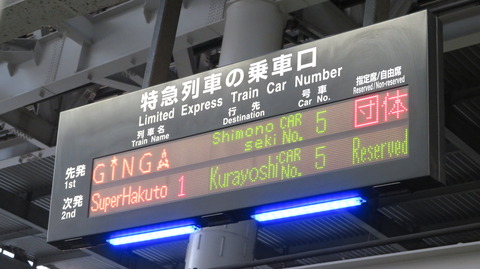 特急列車の乗車口
Limited Express Train Car Number
列車名 行先 号車 指定席/自由席
Train Name Destination Car No. Reserved/Non-reserved
先発 GINGA Shimonoseki CAR No. 5 団体
1st
次発 SuperHakuto 1 Kurayoshi CAR No. 5 Reserved
2nd